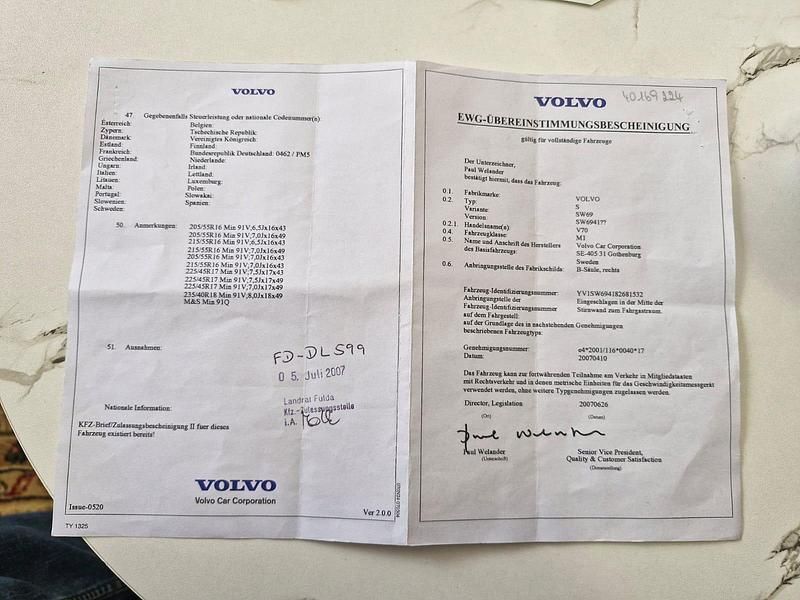 VOLVO
47. Gegebenenfalls Steuerleistung oder nationale Codenummer(n):
Österreich: Belgien:
Zypern: Tschechische Republik:
Dänemark: Vereinigtes Königreich:
Estland: Finnland:
Frankreich: Bundesrepublik Deutschland: 0462 / PM5
Griechenland: Niederlande:
Ungarn: Irland:
Italien: Lettland:
Litauen: Luxemburg:
Malta: Polen:
Portugal: Slowakai:
Slowenien: Spanien:
Schweden:
50. Anmerkungen: 205/55R16 Min 91V;6,5Jx16x43
205/55R16 Min 91V;7,0Jx16x49
215/55R16 Min 91V;6,5Jx16x43
215/55R16 Min 91V;7,0Jx16x49
205/55R16 Min 91V;7,0Jx16x43
215/55R16 Min 91V;7,0Jx16x43
225/45R17 Min 91V;7,5Jx17x43
225/45R17 Min 91V;7,5Jx17x49
225/45R17 Min 91V;7,0Jx17x49
235/40R18 Min 91V;8,0Jx18x49
M&S Min 91Q
51. Ausnahmen:
FD-DL599
05. Juli 2007
Landrat Fulda
Kfz.-Zulassungsstelle
i.A.
Nationale Information:
KFZ-Brief/Zulassungsbescheinigung II fuer dieses
Fahrzeug existiert bereits!
VOLVO
Volvo Car Corporation
Issue-0520 Ver 2.0.0
TY 1325
VOLVO
40169224
EWG-ÜBEREINSTIMMUNGSBESCHEINIGUNG
gültig für vollständige Fahrzeuge
Der Unterzeichner,
Paul Welander
bestätigt hiermit, dass das Fahrzeug:
0.1. Fabrikmarke: VOLVO
0.2. Typ: S
Variante: SW69
Version: SW6941??
0.2.1. Handelsname(n): V70
0.4. Fahrzeugklasse: M1
0.5. Name und Anschrift des Herstellers Volvo Car Corporation
des Basisfahrzeugs: SE-405 31 Gothenburg
Sweden
0.6. Anbringungsstelle des Fabrikschilds: B-Säule, rechts
Fahrzeug-Identifizierungsnummer: YV1SW694182681532
Anbringungsstelle der Eingeschlagen in der Mitte der
Fahrzeug-Identifizierungsnummer Stirnwand zum Fahrgastraum.
auf dem Fahrgestell:
auf der Grundlage des in nachstehenden Genehmigungen
beschriebenen Fahrzeugtyps:
Genehmigungsnummer: e4*2001/116*0040*17
Datum: 20070410
Das Fahrzeug kann zur fortwährenden Teilnahme am Verkehr in Mitgliedstaaten
mit Rechtsverkehr und in denen metrische Einheiten für das Geschwindigkeitsmessgerät
verwendet werden, ohne weitere Typgenehmigungen zugelassen werden.
Director, Legislation 20070626
(Ort) (Datum)
Paul Welander
Paul Welander Senior Vice President,
(Unterschrift) Quality & Customer Satisfaction
(Dienststellung)